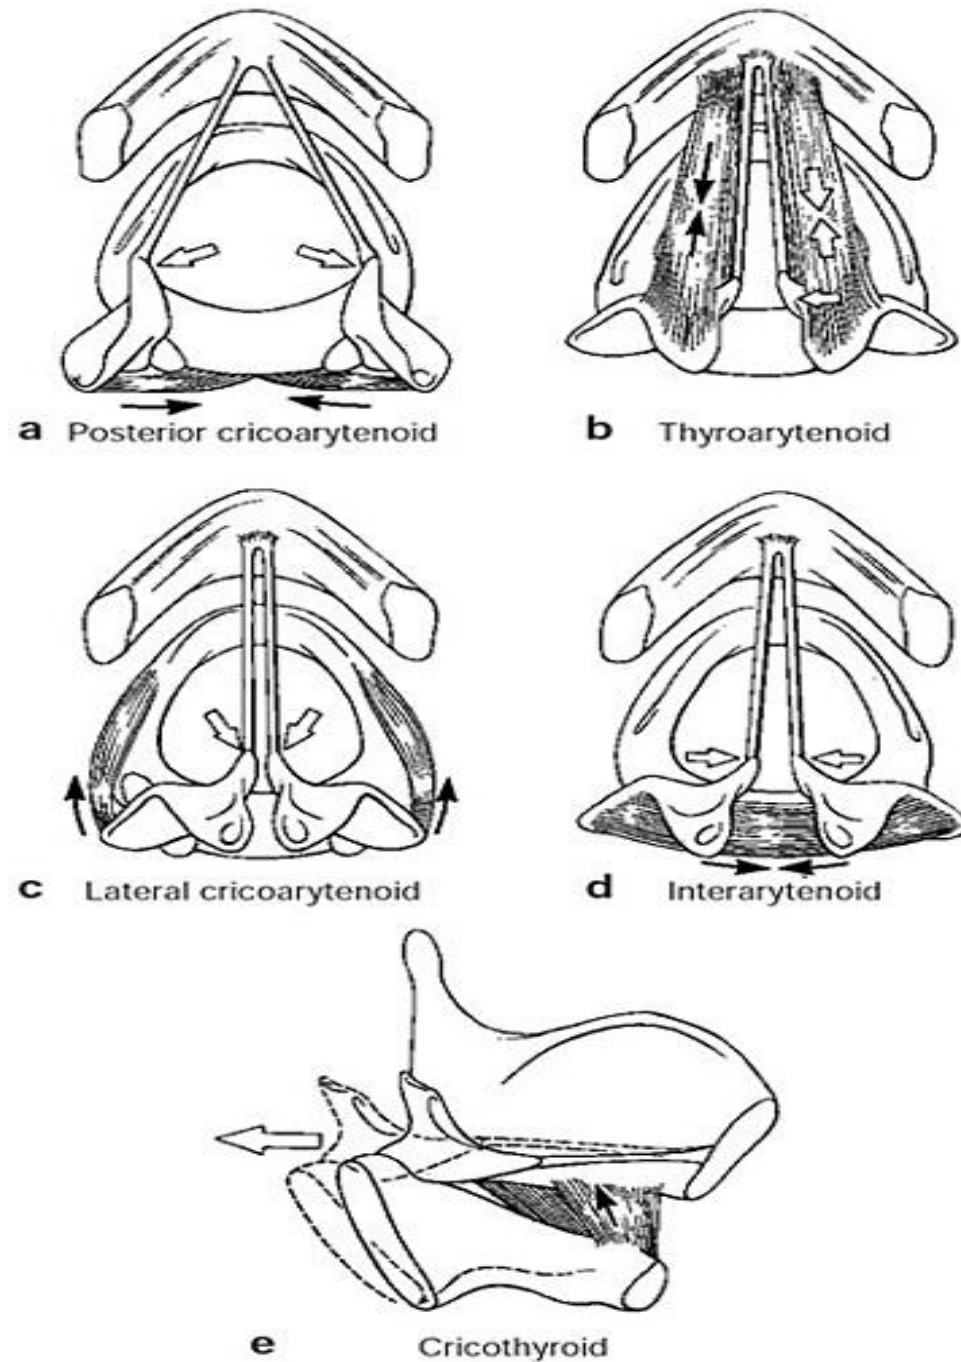 a Posterior cricoarytenoid
b Thyroarytenoid
c Lateral cricoarytenoid
d Interarytenoid
e Cricothyroid